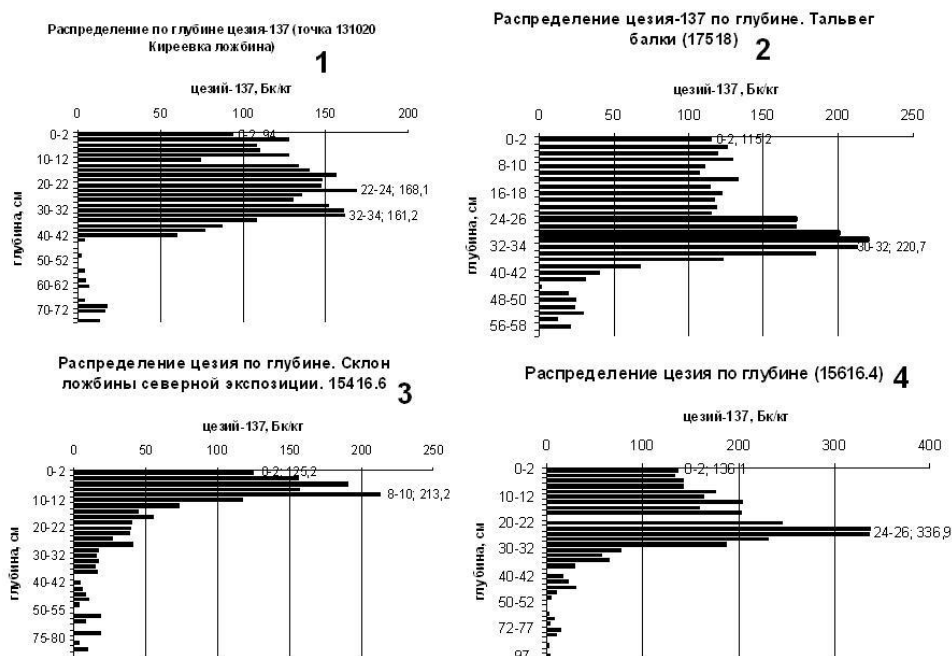 Распределение по глубине цезия-137 (точка 131020
Киреевка ложбина)
1
цезий-137, Бк/кг
0 50 100 150 200
0-2
0-2; 94
10-12
20-22
22-24; 168,1
30-32
32-34; 161,2
40-42
50-52
60-62
70-72
глубина, см
Распределение цезия-137 по глубине. Тальвег
балки (17518)
2
цезий-137, Бк/кг
0 50 100 150 200 250
0-2
0-2; 115,2
8-10
16-18
24-26
32-34
30-32; 220,7
40-42
48-50
56-58
глубина, см
Распределение цезия по глубине. Склон
ложбины северной экспозиции. 15416.6
3
цезий-137, Бк/кг
0 50 100 150 200 250
0-2
0-2; 125,2
8-10; 213,2
10-12
20-22
30-32
40-42
50-55
75-80
глубина, см
Распределение цезия по глубине (15616.4)
4
цезий-137, Бк/кг
0 100 200 300 400
0-2
0-2; 136,1
10-12
20-22
24-26; 336,9
30-32
40-42
50-52
72-77
97
глубина, см